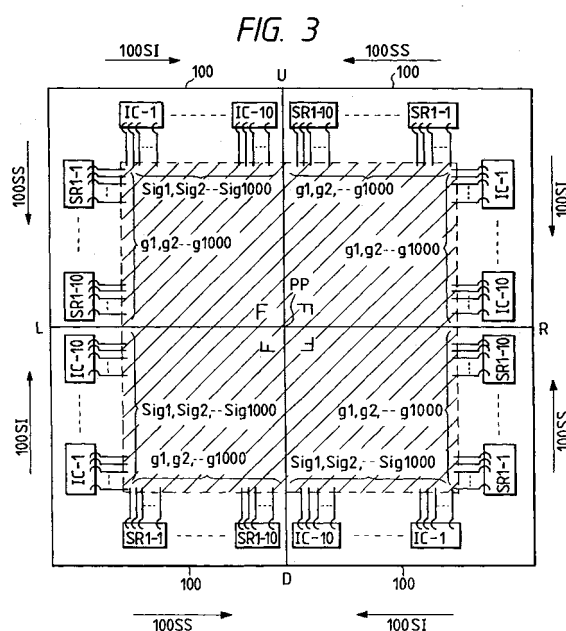 FIG. 3
100SI 100SS
100 U 100
IC-1 IC-10 SR1-10 SR1-1
100SS SR1-1 IC-1 100SI
Sig1,Sig2--Sig1000 g1,g2,--g1000
g1,g2--g1000 g1,g2--g1000
SR1-10 IC-10
PP
F F
L R
F F
IC-10 SR1-10
100SI 100SS
Sig1,Sig2,--Sig1000 g1,g2,--g1000
g1,g2,--g1000 Sig1,Sig2,--Sig1000
IC-1 SR1-1
SR1-1 SR1-10 IC-10 IC-1
100 D 100
100SS 100SI